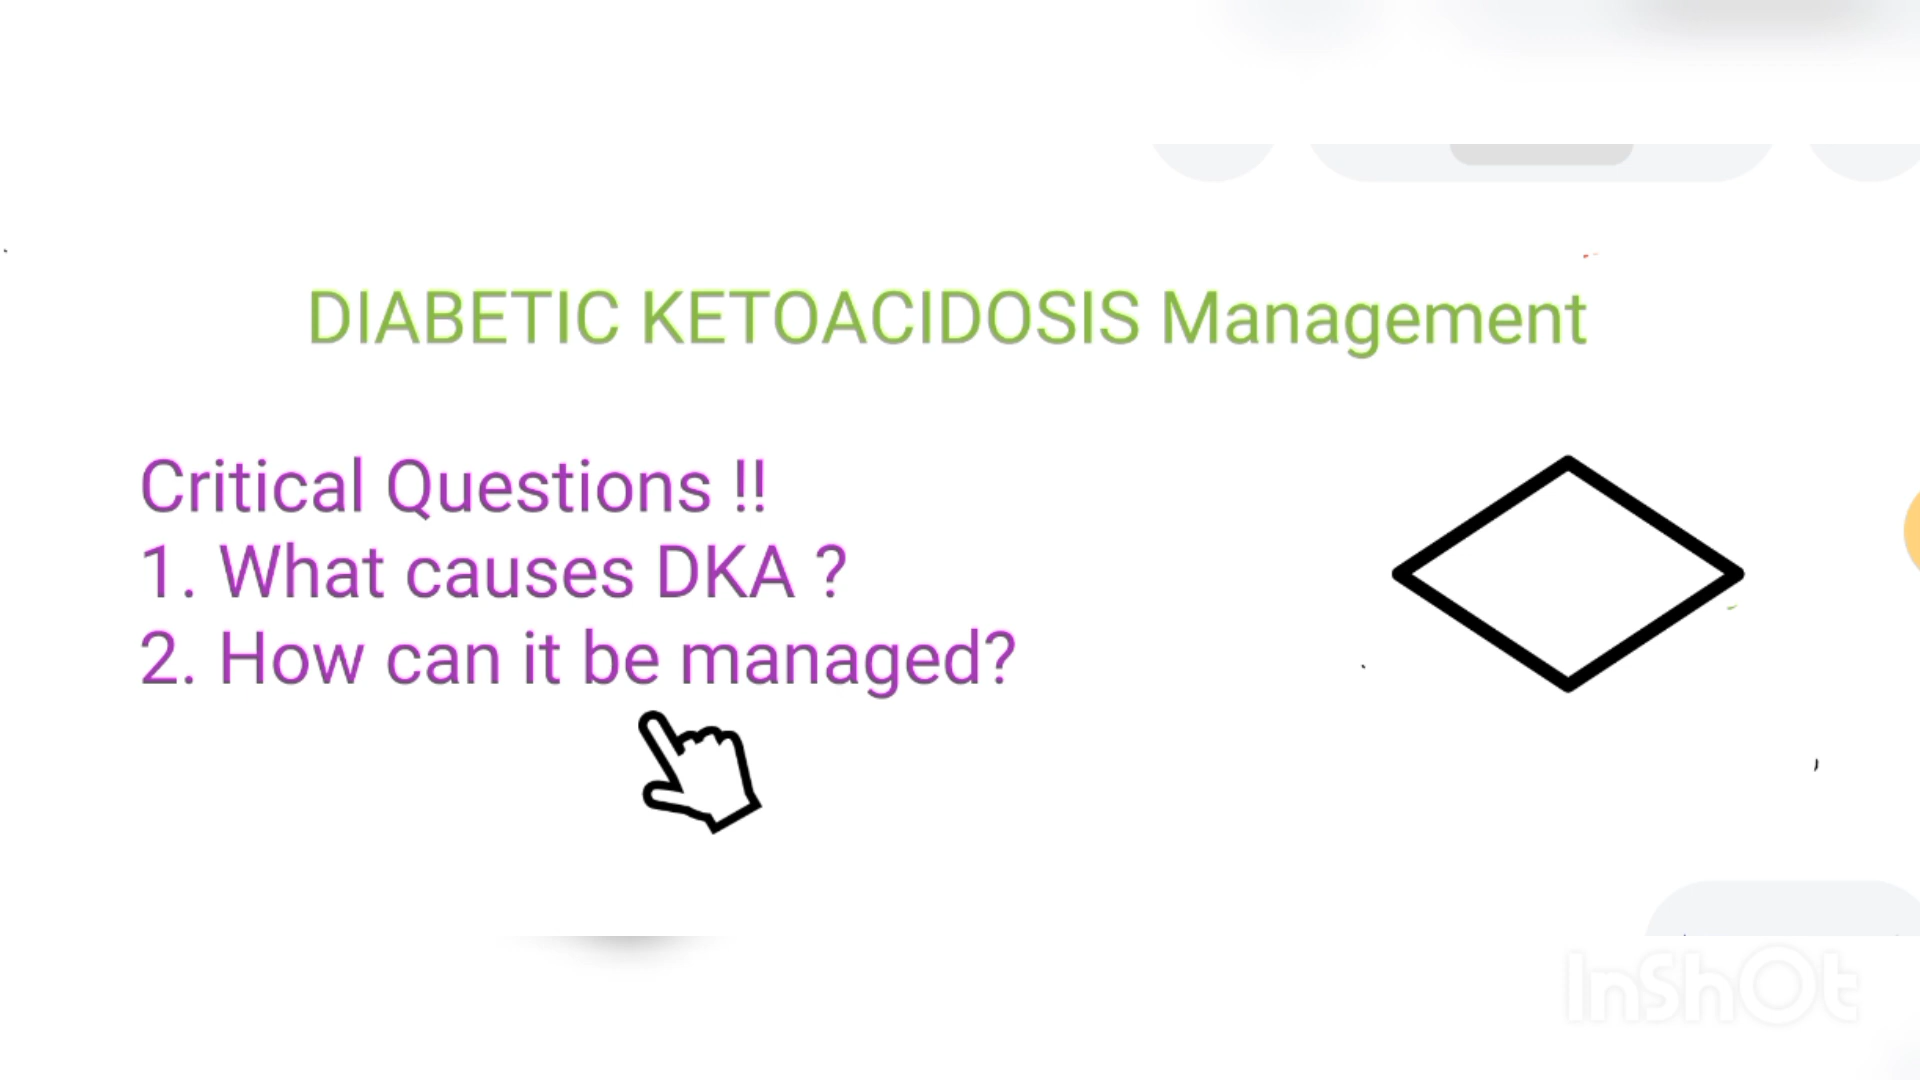 DIABETIC KETOACIDOSIS Management
Critical Questions !!
1. What causes DKA ?
2. How can it be managed?
InShOt